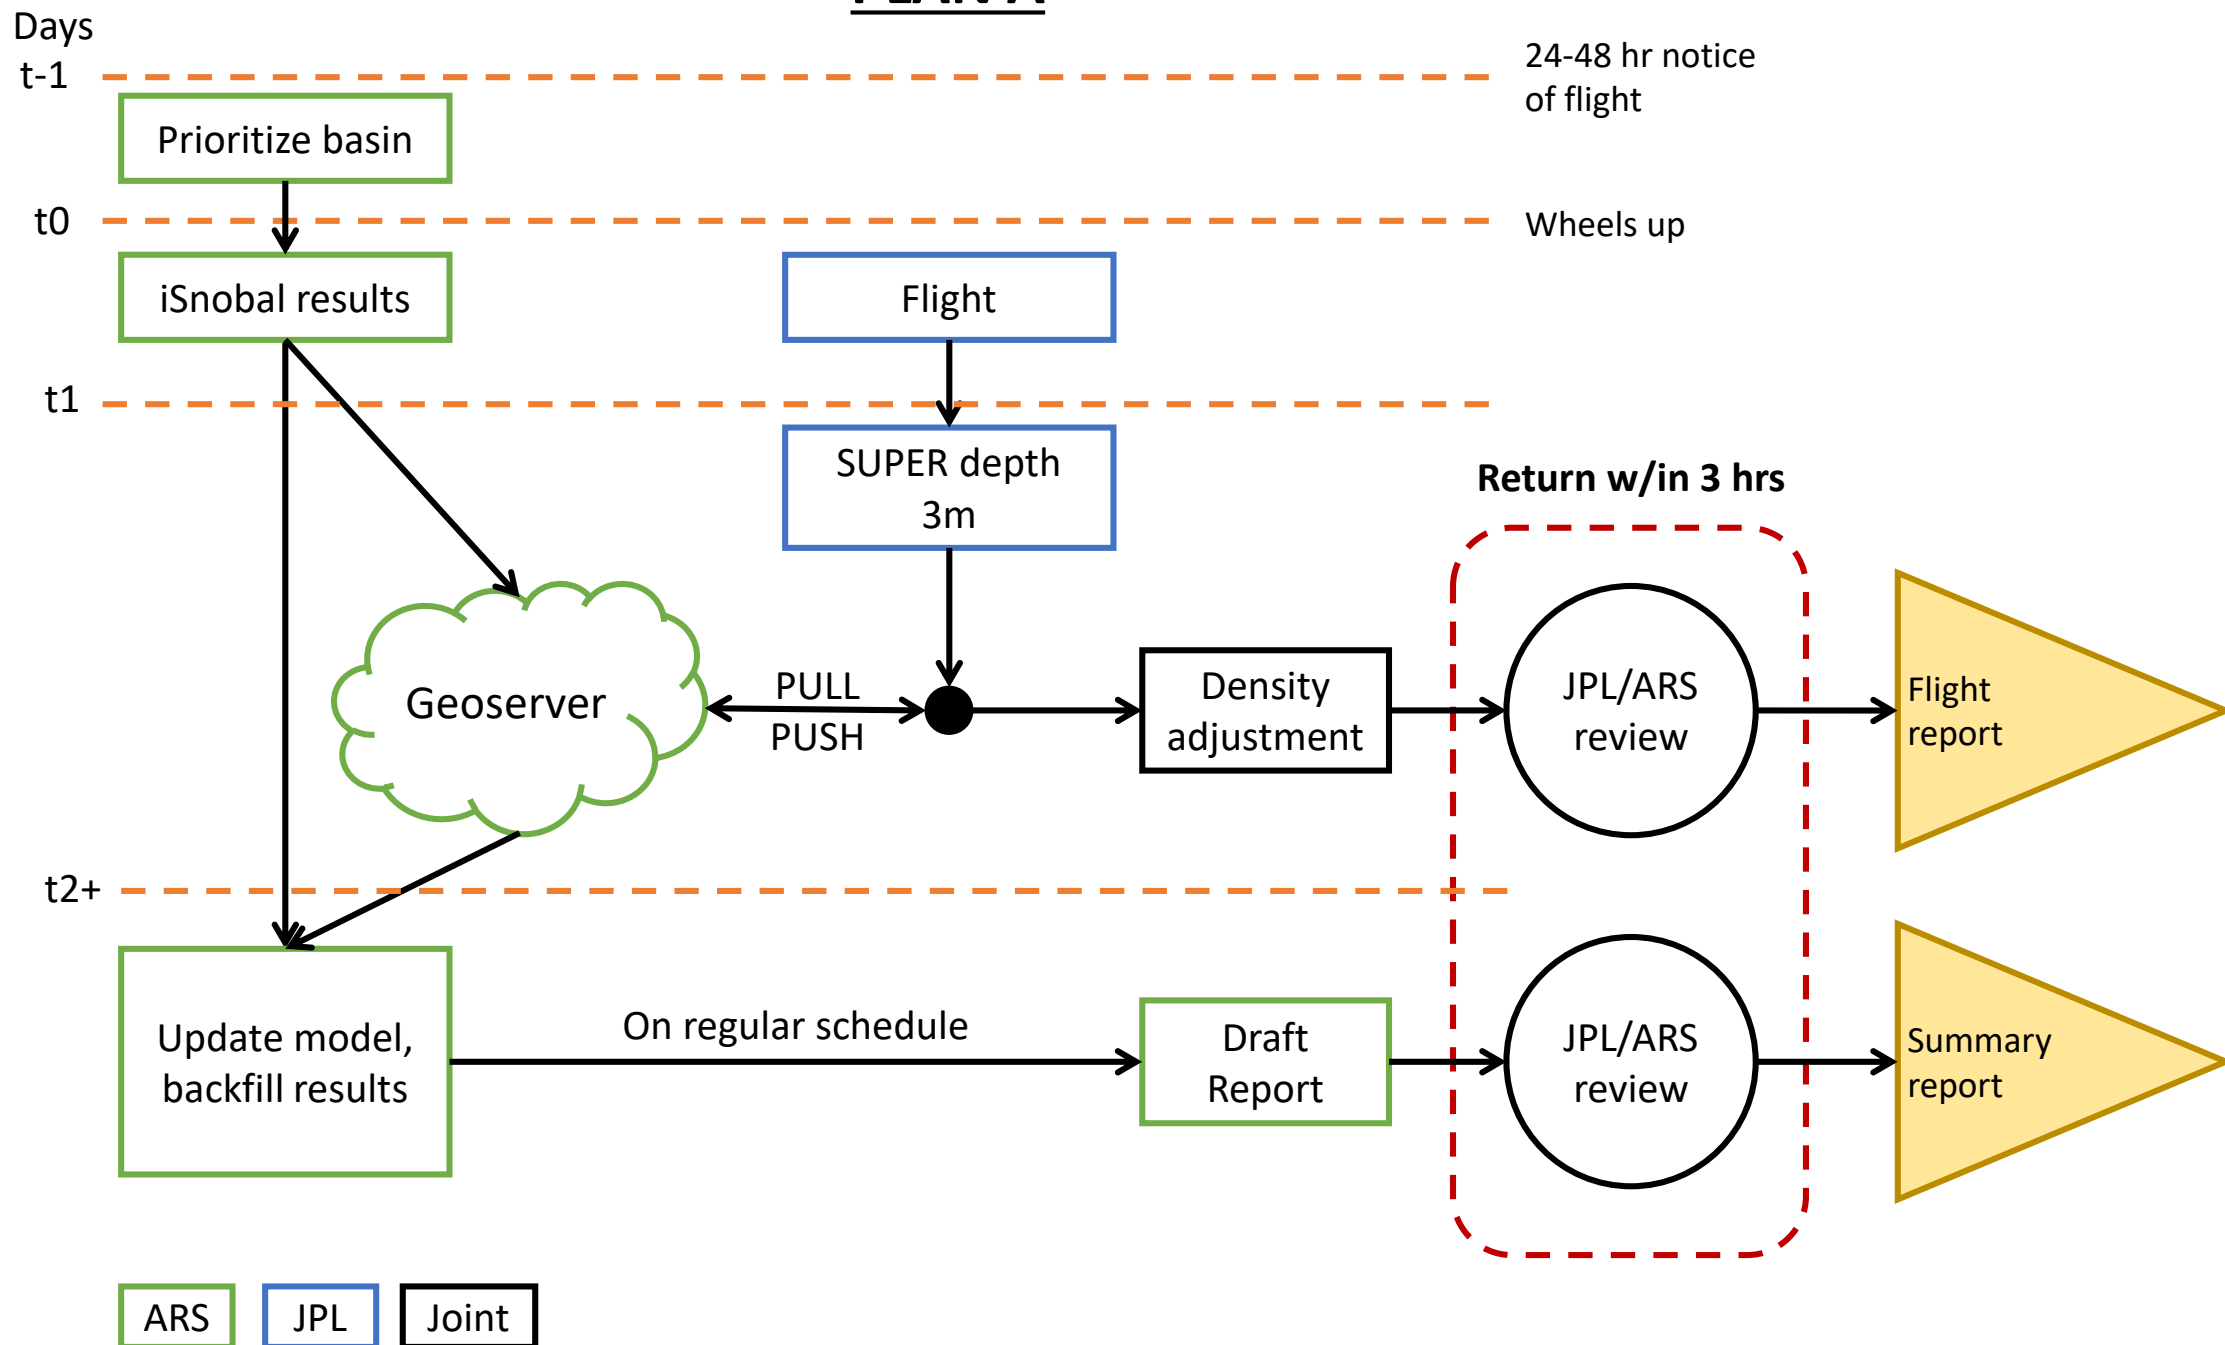 PLAN A
Days
t-1
24-48 hr notice
of flight
Prioritize basin
t0
Wheels up
iSnobal results
Flight
t1
SUPER depth
3m
Return w/in 3 hrs
Geoserver
PULL
PUSH
Density
adjustment
JPL/ARS
review
Flight
report
t2+
Update model,
backfill results
On regular schedule
Draft
Report
JPL/ARS
review
Summary
report
ARS
JPL
Joint